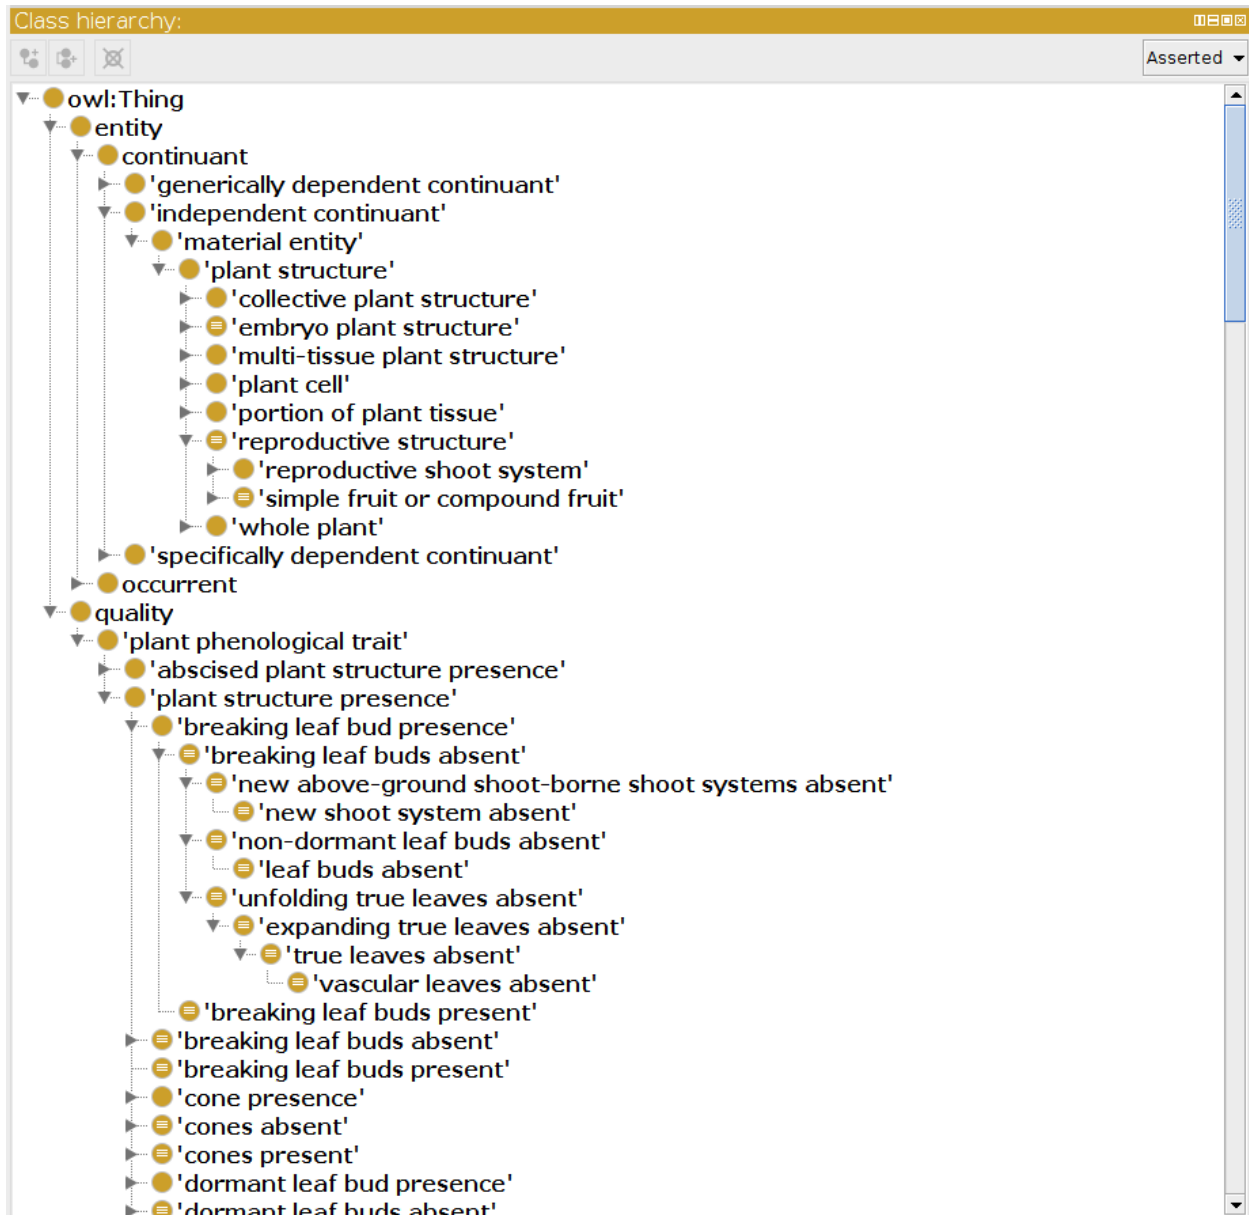 Class hierarchy:
Asserted
owl:Thing
entity
continuant
'generically dependent continuant'
'independent continuant'
'material entity'
'plant structure'
'collective plant structure'
'embryo plant structure'
'multi-tissue plant structure'
'plant cell'
'portion of plant tissue'
'reproductive structure'
'reproductive shoot system'
'simple fruit or compound fruit'
'whole plant'
'specifically dependent continuant'
occurrent
quality
'plant phenological trait'
'abscised plant structure presence'
'plant structure presence'
'breaking leaf bud presence'
'breaking leaf buds absent'
'new above-ground shoot-borne shoot systems absent'
'new shoot system absent'
'non-dormant leaf buds absent'
'leaf buds absent'
'unfolding true leaves absent'
'expanding true leaves absent'
'true leaves absent'
'vascular leaves absent'
'breaking leaf buds present'
'breaking leaf buds absent'
'breaking leaf buds present'
'cone presence'
'cones absent'
'cones present'
'dormant leaf bud presence'
'dormant leaf buds absent'